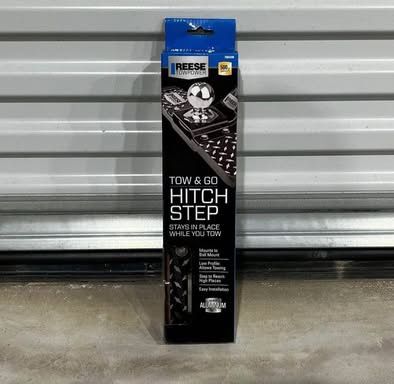 REESE
TOWPOWER
500
TOW & GO
HITCH
STEP
STAYS IN PLACE
WHILE YOU TOW
Mounts to
Ball Mount
Low Profile:
Allows Towing
Step to Reach
High Places
Easy Installation
ALUMINUM